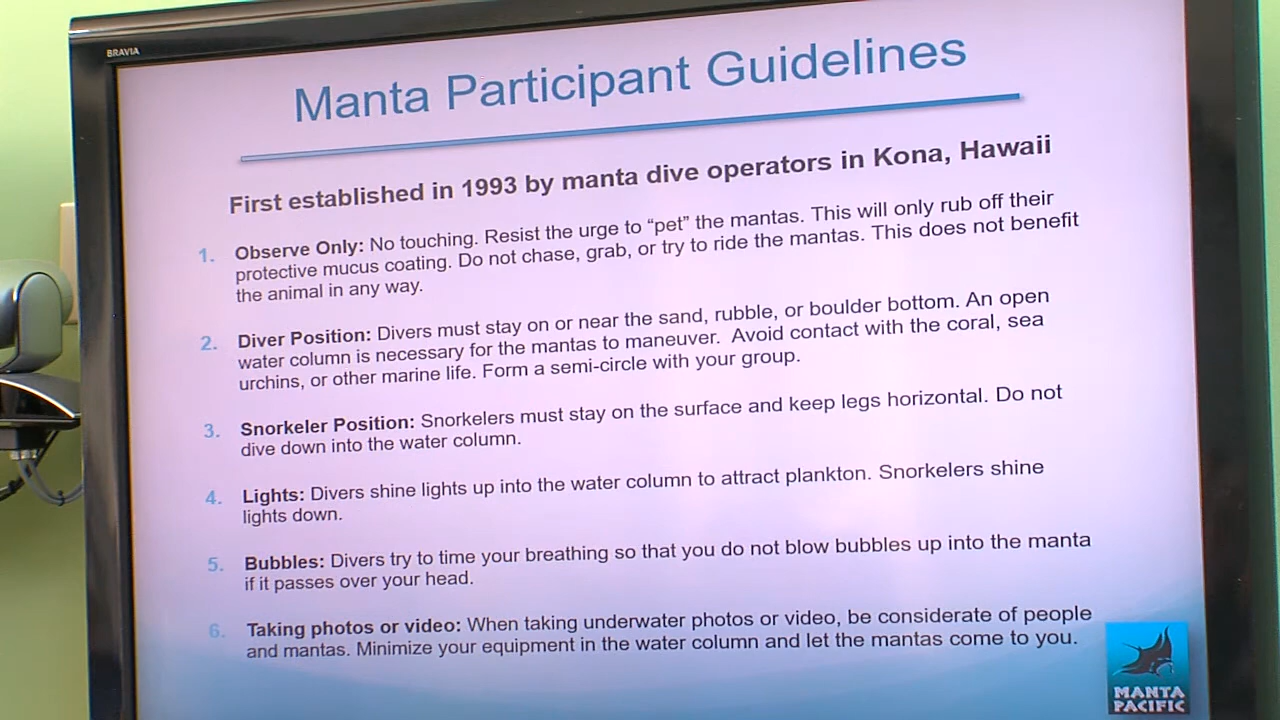 BRAVIA
Manta Participant Guidelines
First established in 1993 by manta dive operators in Kona, Hawaii
1. Observe Only: No touching. Resist the urge to “pet” the mantas. This will only rub off their
protective mucus coating. Do not chase, grab, or try to ride the mantas. This does not benefit
the animal in any way.
2. Diver Position: Divers must stay on or near the sand, rubble, or boulder bottom. An open
water column is necessary for the mantas to maneuver. Avoid contact with the coral, sea
urchins, or other marine life. Form a semi-circle with your group.
3. Snorkeler Position: Snorkelers must stay on the surface and keep legs horizontal. Do not
dive down into the water column.
4. Lights: Divers shine lights up into the water column to attract plankton. Snorkelers shine
lights down.
5. Bubbles: Divers try to time your breathing so that you do not blow bubbles up into the manta
if it passes over your head.
6. Taking photos or video: When taking underwater photos or video, be considerate of people
and mantas. Minimize your equipment in the water column and let the mantas come to you.
MANTA
PACIFIC